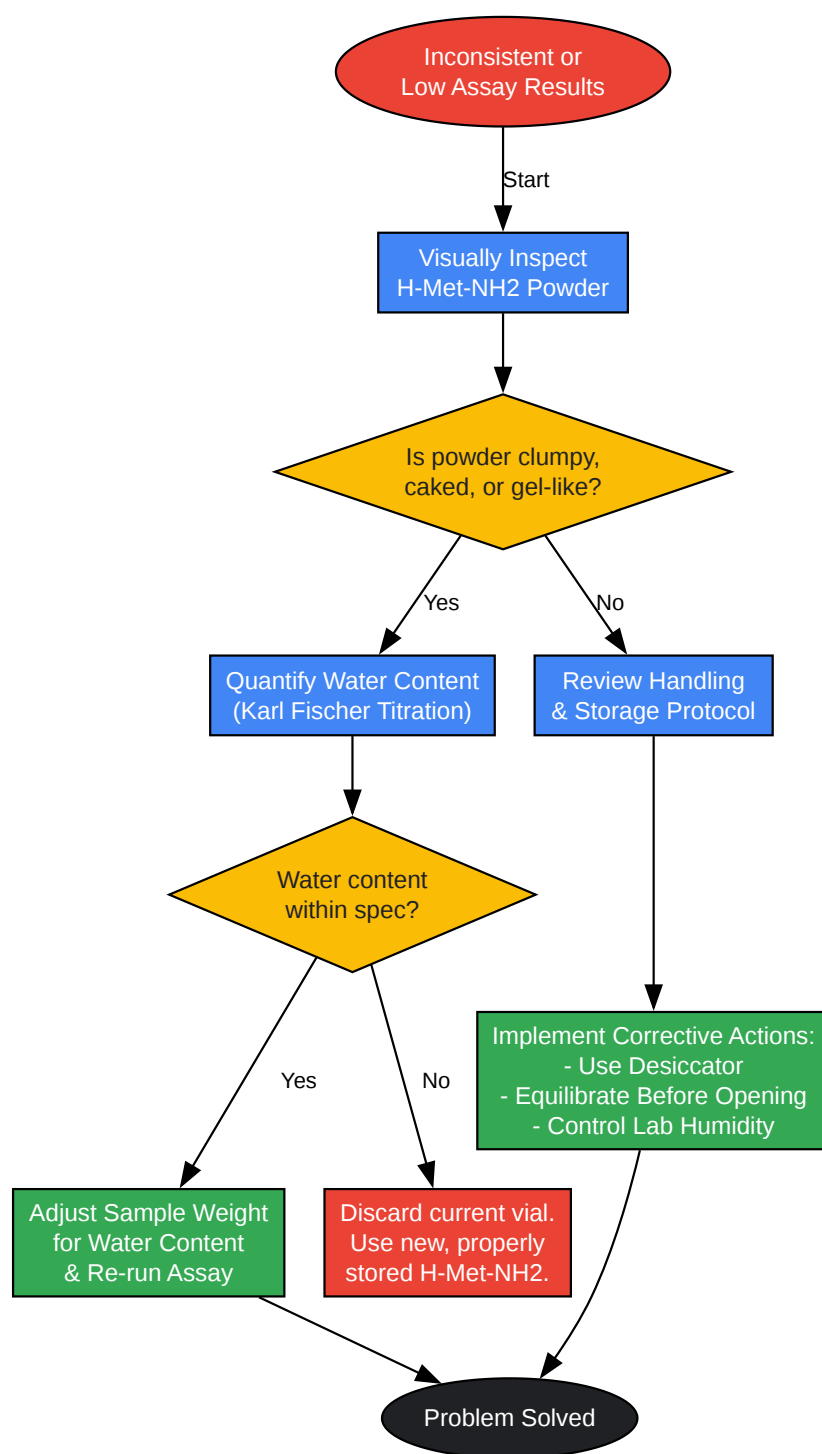 Inconsistent or
Low Assay Results
Start
Visually Inspect
H-Met-NH2 Powder
Is powder clumpy,
caked, or gel-like?
Yes
No
Quantify Water Content
(Karl Fischer Titration)
Review Handling
& Storage Protocol
Water content
within spec?
Implement Corrective Actions:
- Use Desiccator
- Equilibrate Before Opening
- Control Lab Humidity
Yes
No
Adjust Sample Weight
for Water Content
& Re-run Assay
Discard current vial.
Use new, properly
stored H-Met-NH2.
Problem Solved